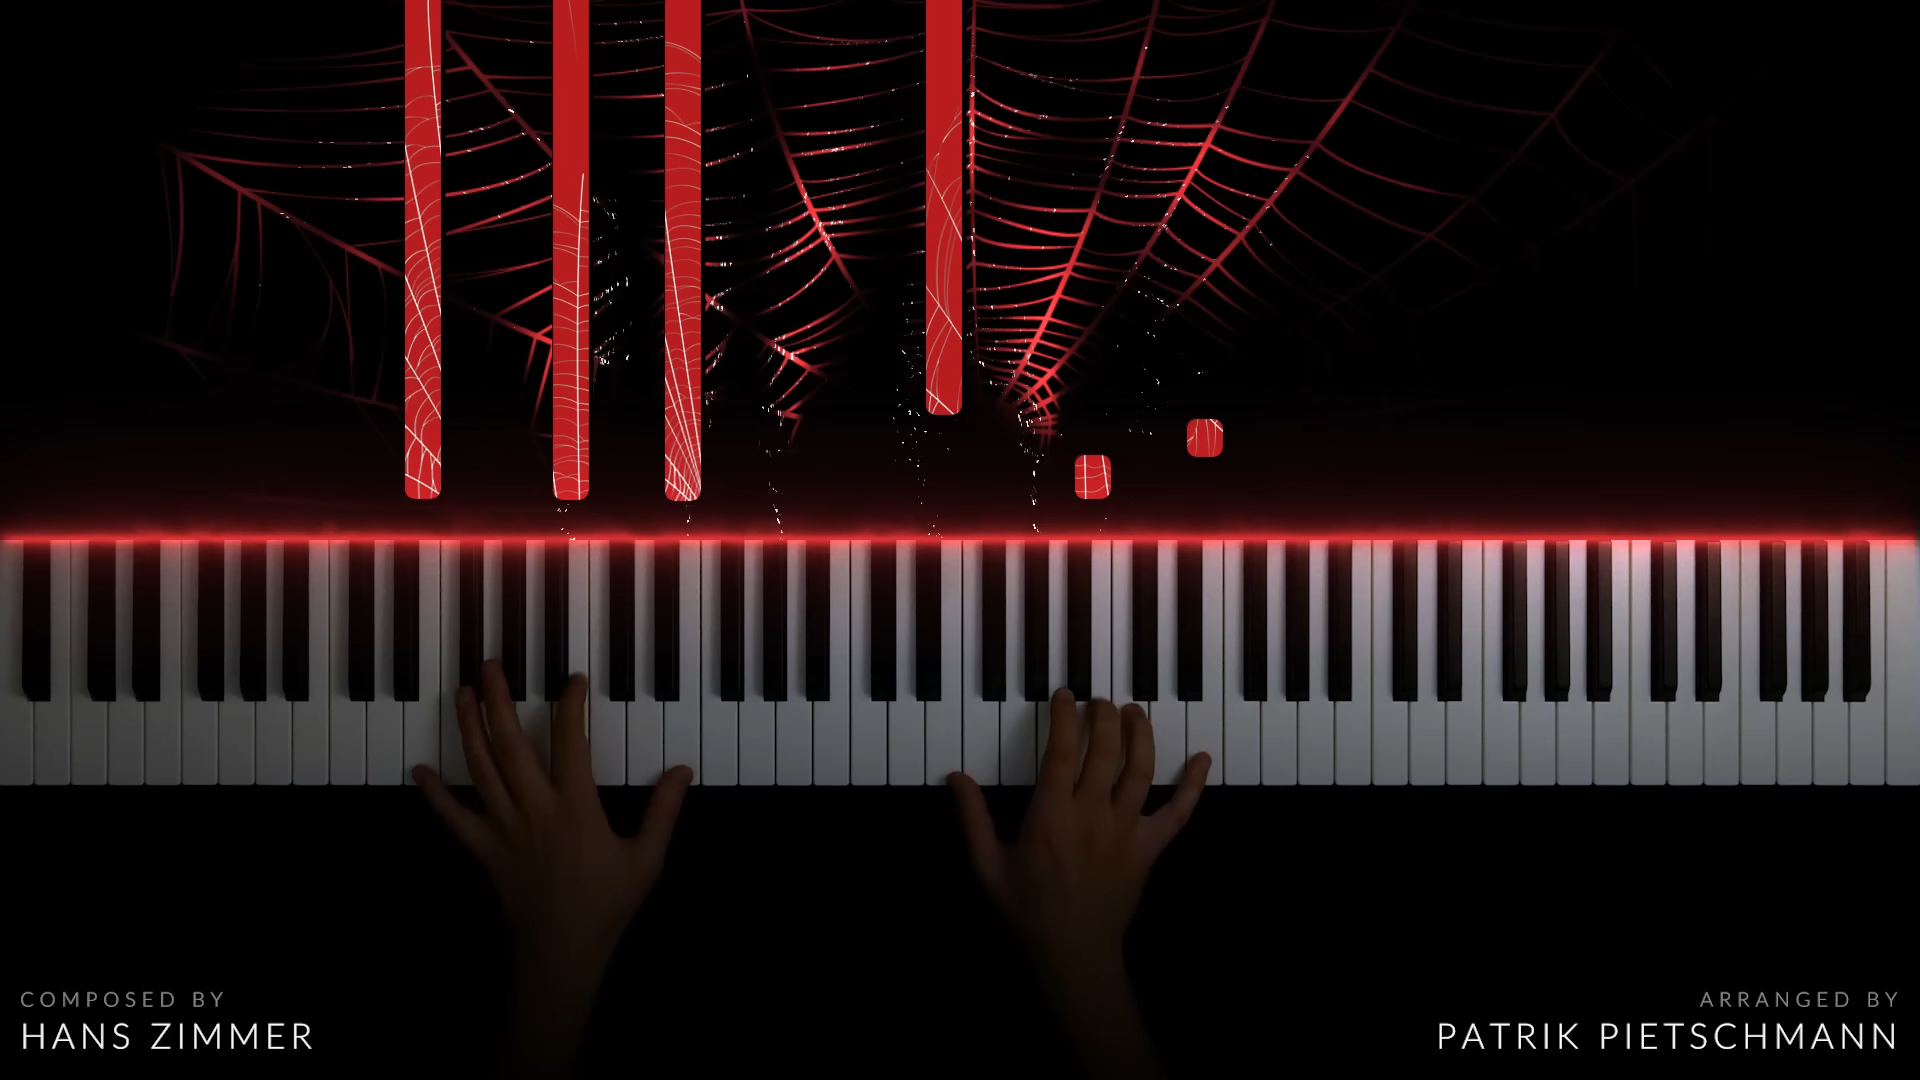 COMPOSED BY
HANS ZIMMER
ARRANGED BY
PATRIK PIETSCHMANN